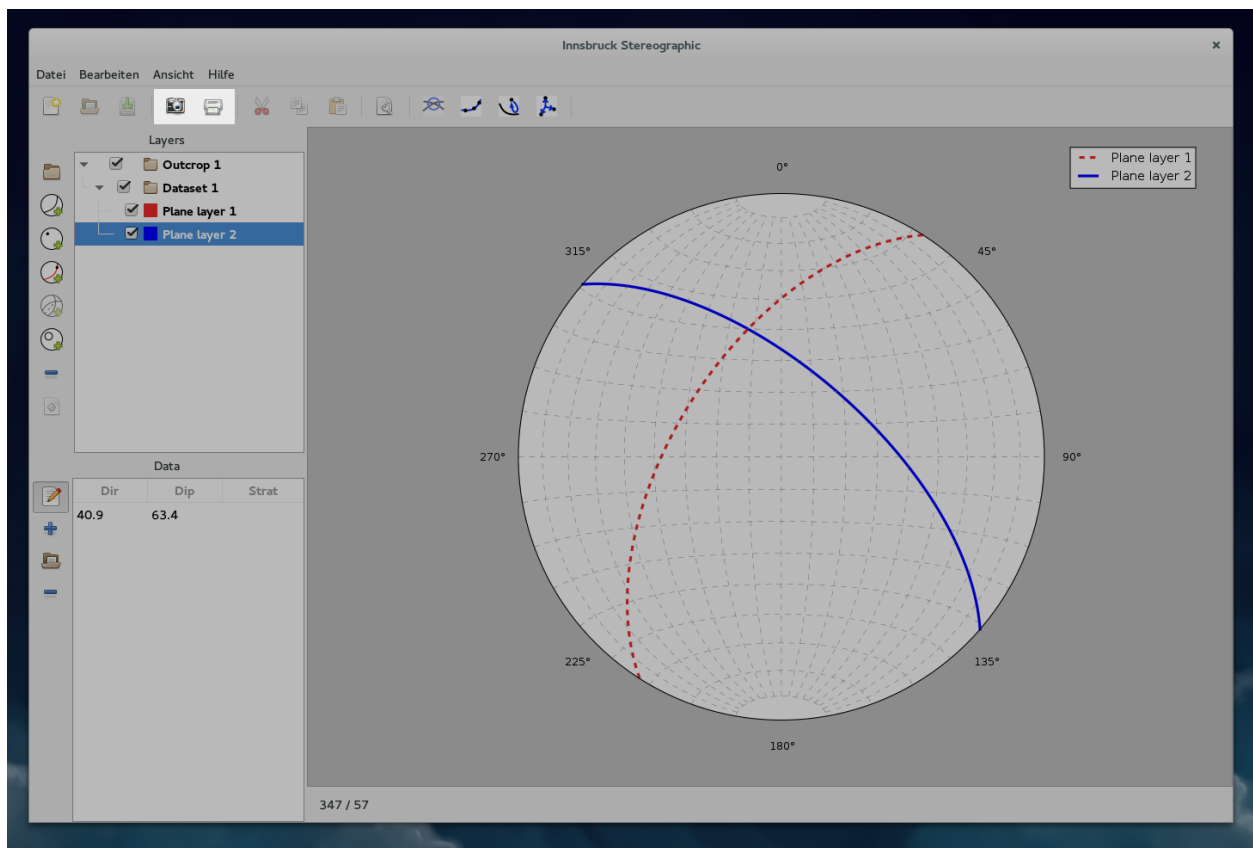 Innsbruck Stereographic
Datei Bearbeiten Ansicht Hilfe
Layers
Outcrop 1
Dataset 1
Plane layer 1
Plane layer 2
Data
Dir Dip Strat
40.9 63.4
Plane layer 1
Plane layer 2
0°
315° 45°
270° 90°
225° 135°
180°
347 / 57